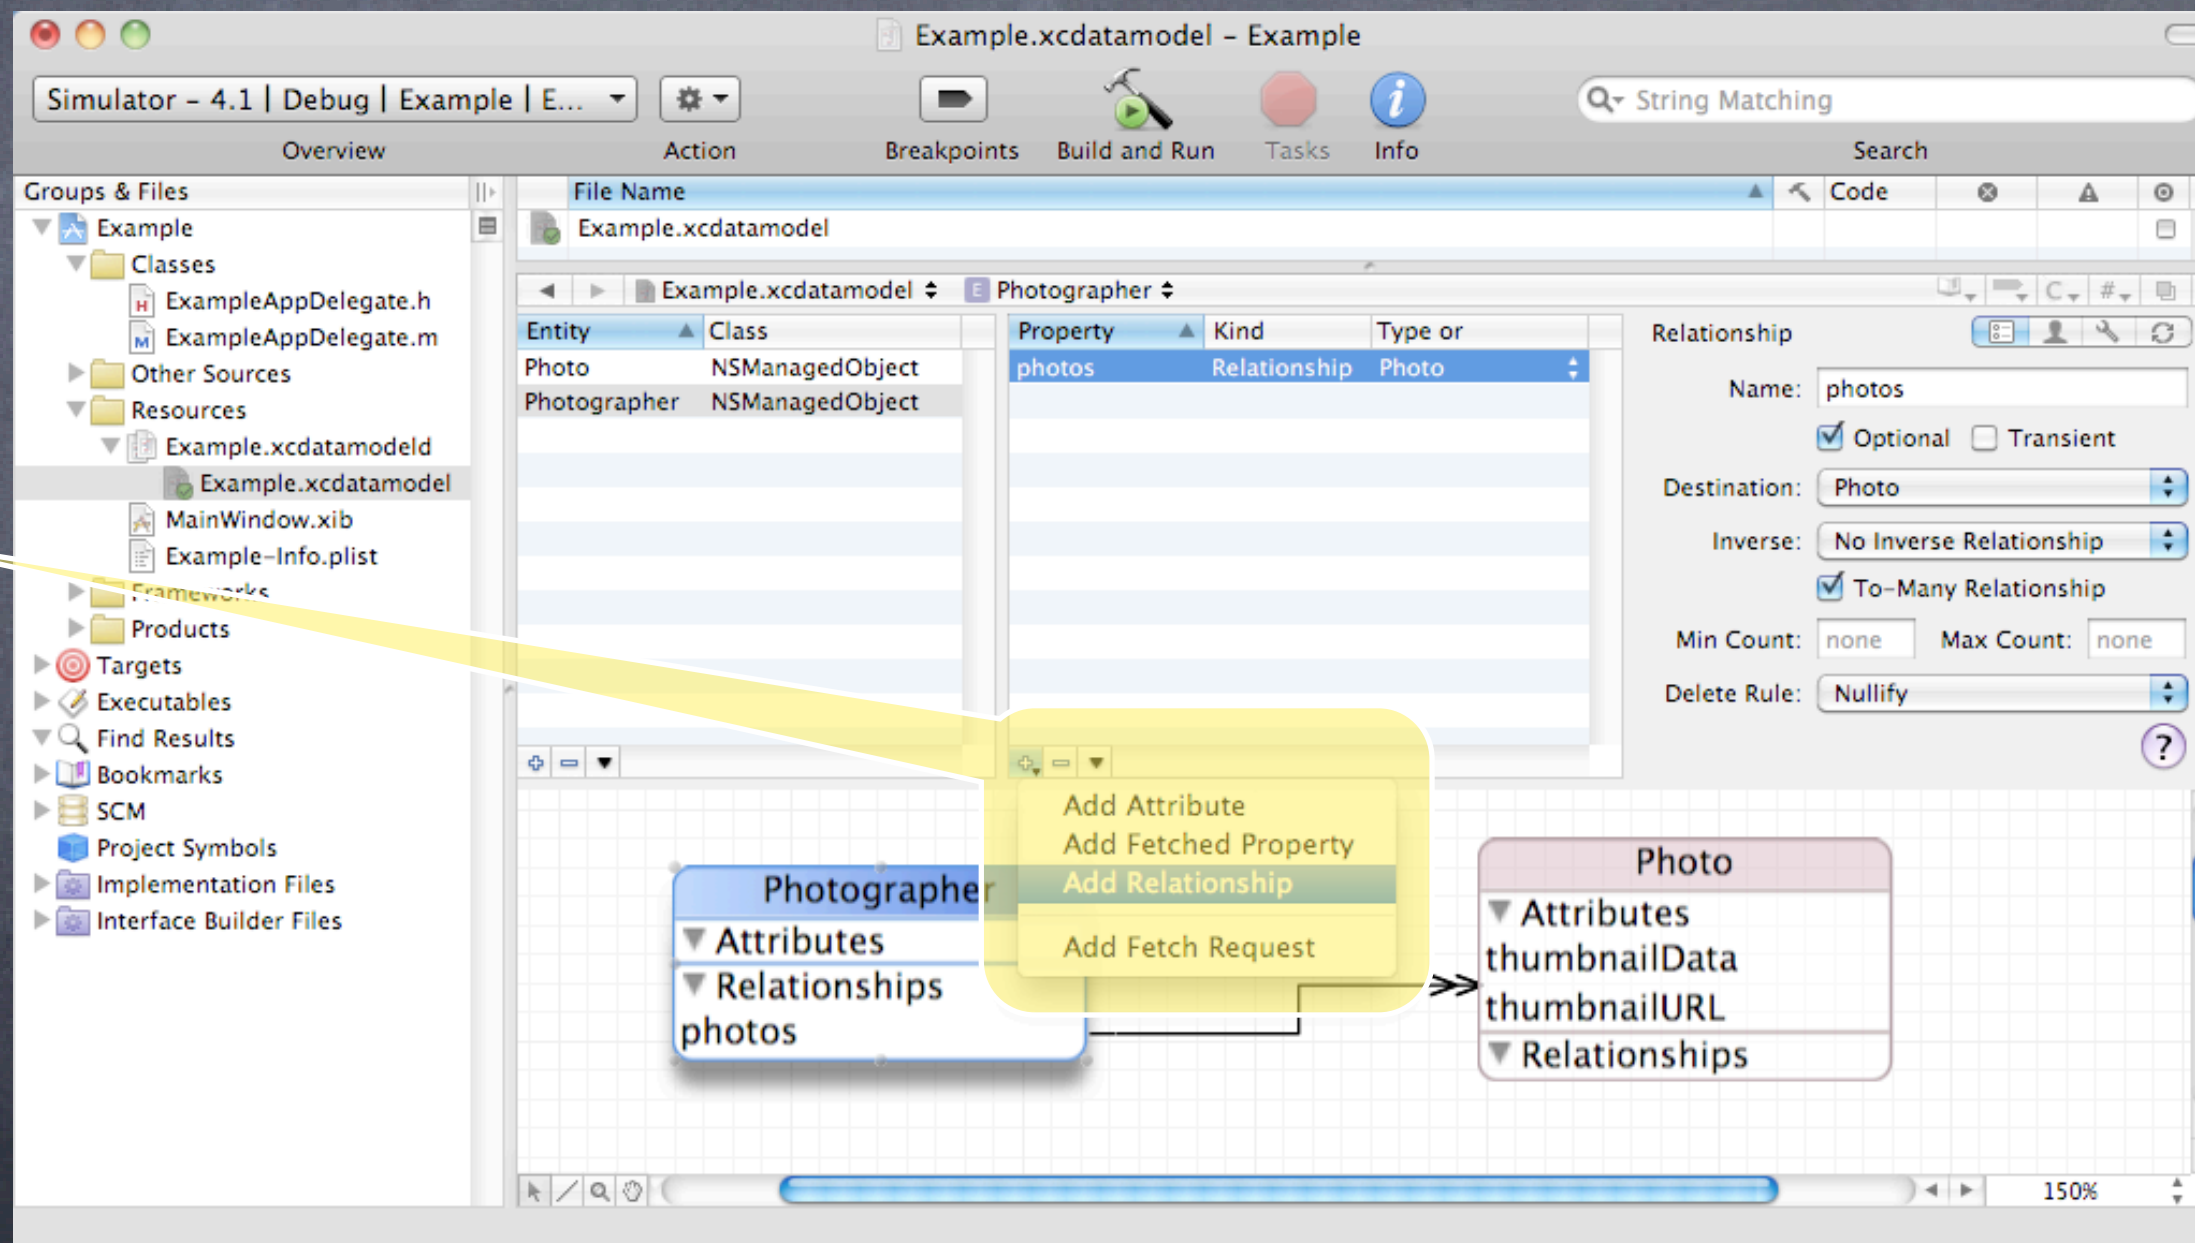 Example.xcdatamodel – Example
Simulator – 4.1 | Debug | Example | E...
String Matching
Overview
Action
Breakpoints
Build and Run
Tasks
Info
Search
Groups & Files
Example
Classes
ExampleAppDelegate.h
ExampleAppDelegate.m
Other Sources
Resources
Example.xcdatamodeld
Example.xcdatamodel
MainWindow.xib
Example-Info.plist
Frameworks
Products
Targets
Executables
Find Results
Bookmarks
SCM
Project Symbols
Implementation Files
Interface Builder Files
File Name
Code
Example.xcdatamodel
Example.xcdatamodel
Photographer
C
#
Entity
Class
Photo
NSManagedObject
Photographer
NSManagedObject
Property
Kind
Type or
photos
Relationship
Photo
Relationship
Name: photos
Optional
Transient
Destination: Photo
Inverse: No Inverse Relationship
To-Many Relationship
Min Count: none
Max Count: none
Delete Rule: Nullify
?
Add Attribute
Add Fetched Property
Add Relationship
Add Fetch Request
Photographer
Attributes
Relationships
photos
Photo
Attributes
thumbnailData
thumbnailURL
Relationships
150%